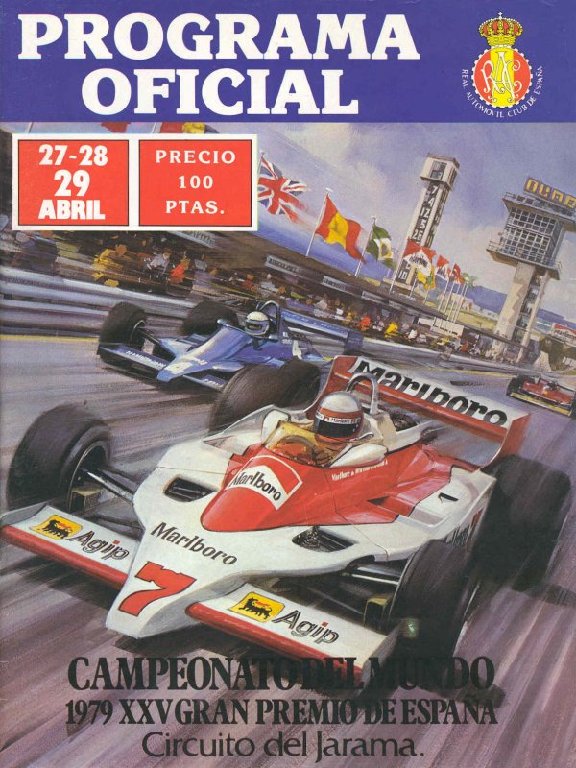 PROGRAMA
OFICIAL
REAL AUTOMOVIL CLUB DE ESPAÑA
27-28
29
ABRIL
PRECIO
100
PTAS.
Marlboro
Marlboro
Marlboro
Agip
7
Agip
CAMPEONATO DEL MUNDO
1979 XXV GRAN PREMIO DE ESPAÑA
Circuito del Jarama.